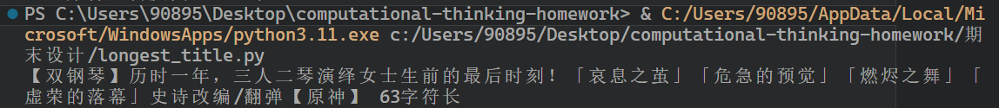 PS C:\Users\90895\Desktop\computational-thinking-homework> & C:/Users/90895/AppData/Local/Mi
crosoft/WindowsApps/python3.11.exe c:/Users/90895/Desktop/computational-thinking-homework/期
末设计/longest_title.py
【双钢琴】历时一年，三人二琴演绎女士生前的最后时刻！「哀息之茧」「危急的预觉」「燃烬之舞」「
虚荣的落幕」史诗改编/翻弹【原神】 63字符长